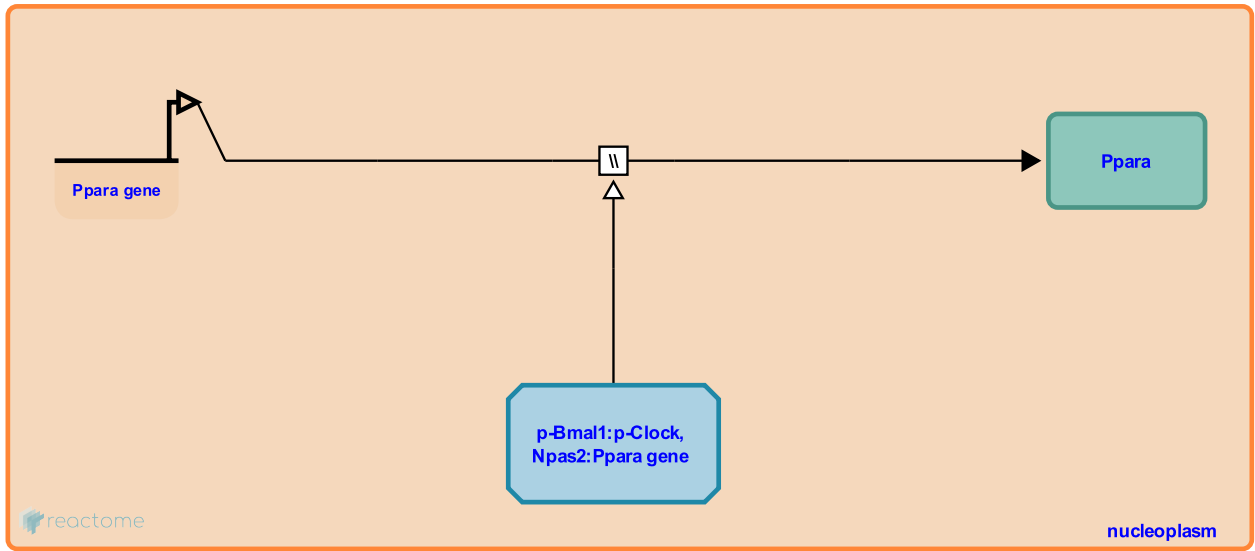 Ppara gene
\\
Ppara
p-Bmal1:p-Clock,
Npas2:Ppara gene
reactome
nucleoplasm